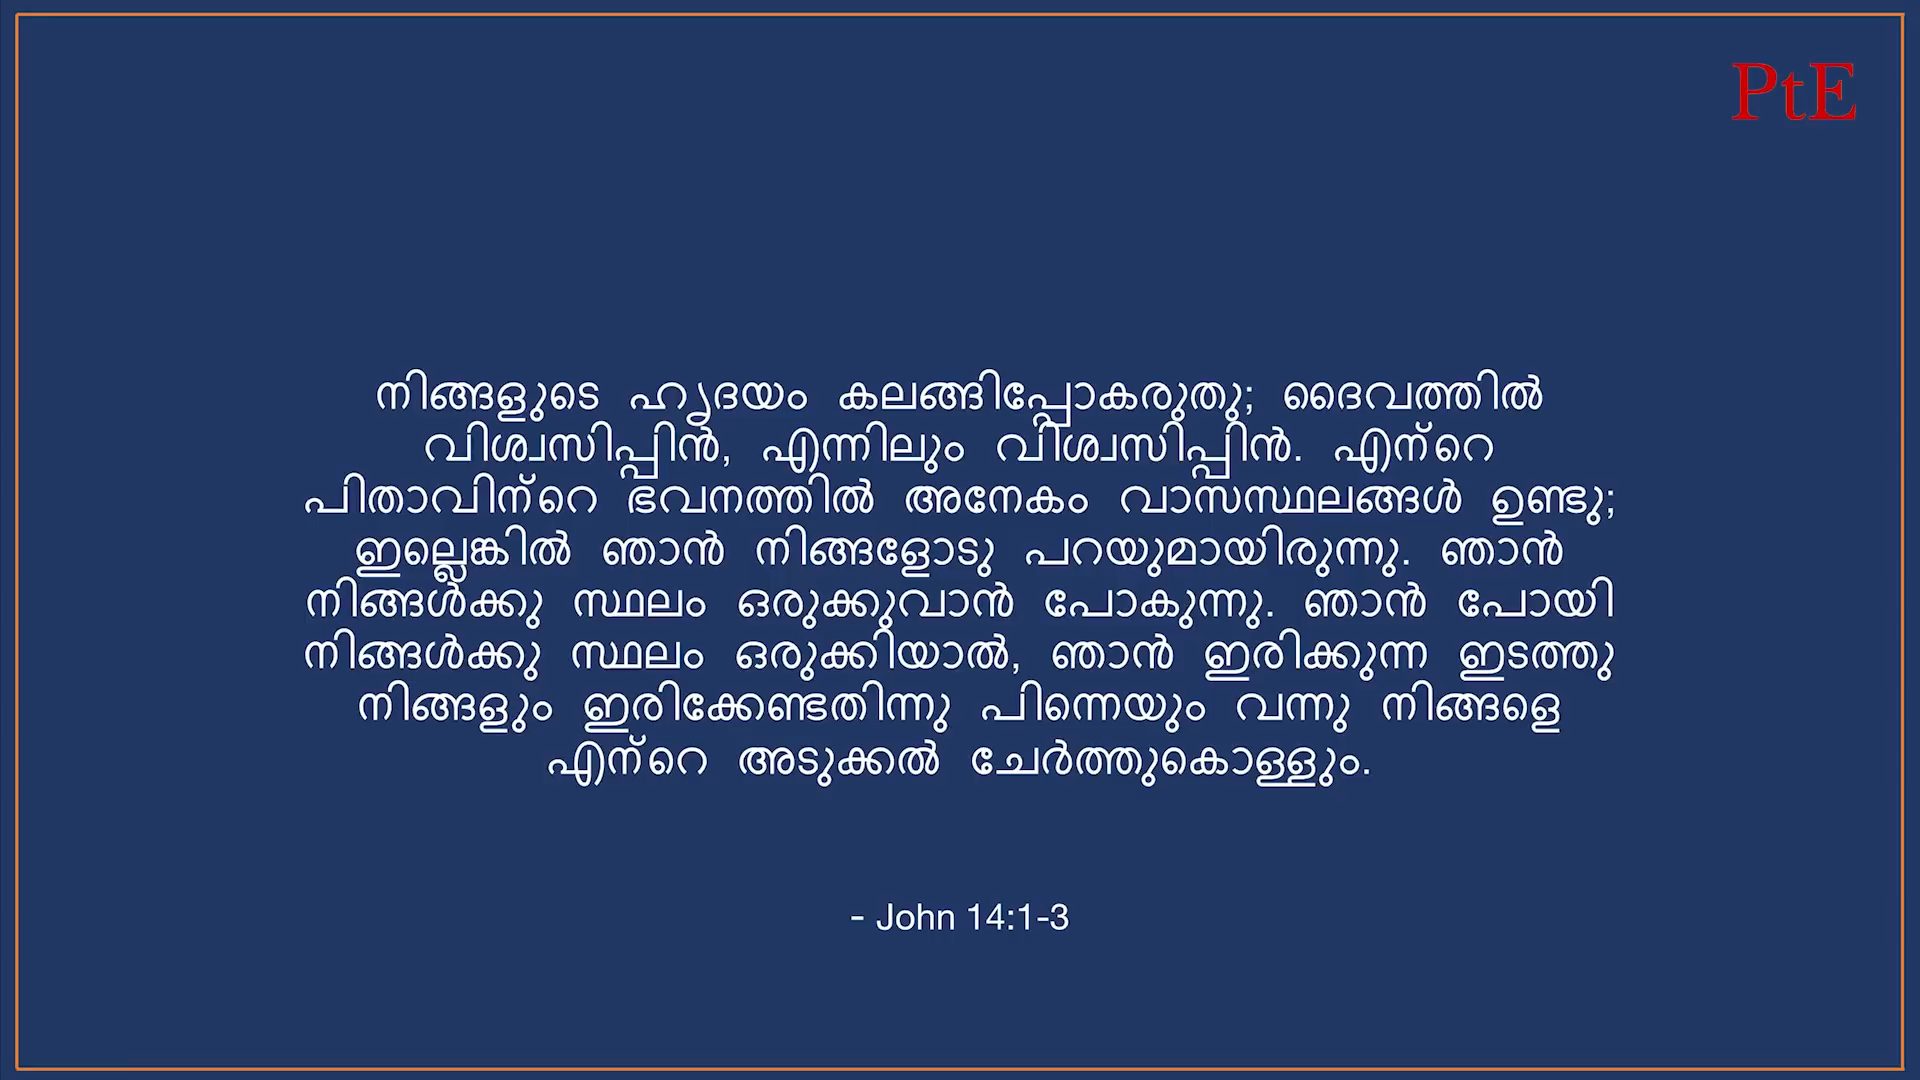 PtE
നിങ്ങളുടെ ഹൃദയം കലങ്ങിപ്പോകരുതു; ദൈവത്തിൽ
വിശ്വസിപ്പിൻ, എന്നിലും വിശ്വസിപ്പിൻ. എന്റെ
പിതാവിന്റെ ഭവനത്തിൽ അനേകം വാസസ്ഥലങ്ങൾ ഉണ്ടു;
ഇല്ലെങ്കിൽ ഞാൻ നിങ്ങളോടു പറയുമായിരുന്നു. ഞാൻ
നിങ്ങൾക്കു സ്ഥലം ഒരുക്കുവാൻ പോകുന്നു. ഞാൻ പോയി
നിങ്ങൾക്കു സ്ഥലം ഒരുക്കിയാൽ, ഞാൻ ഇരിക്കുന്ന ഇടത്തു
നിങ്ങളും ഇരിക്കേണ്ടതിന്നു പിന്നെയും വന്നു നിങ്ങളെ
എന്റെ അടുക്കൽ ചേർത്തുകൊള്ളും.
- John 14:1-3